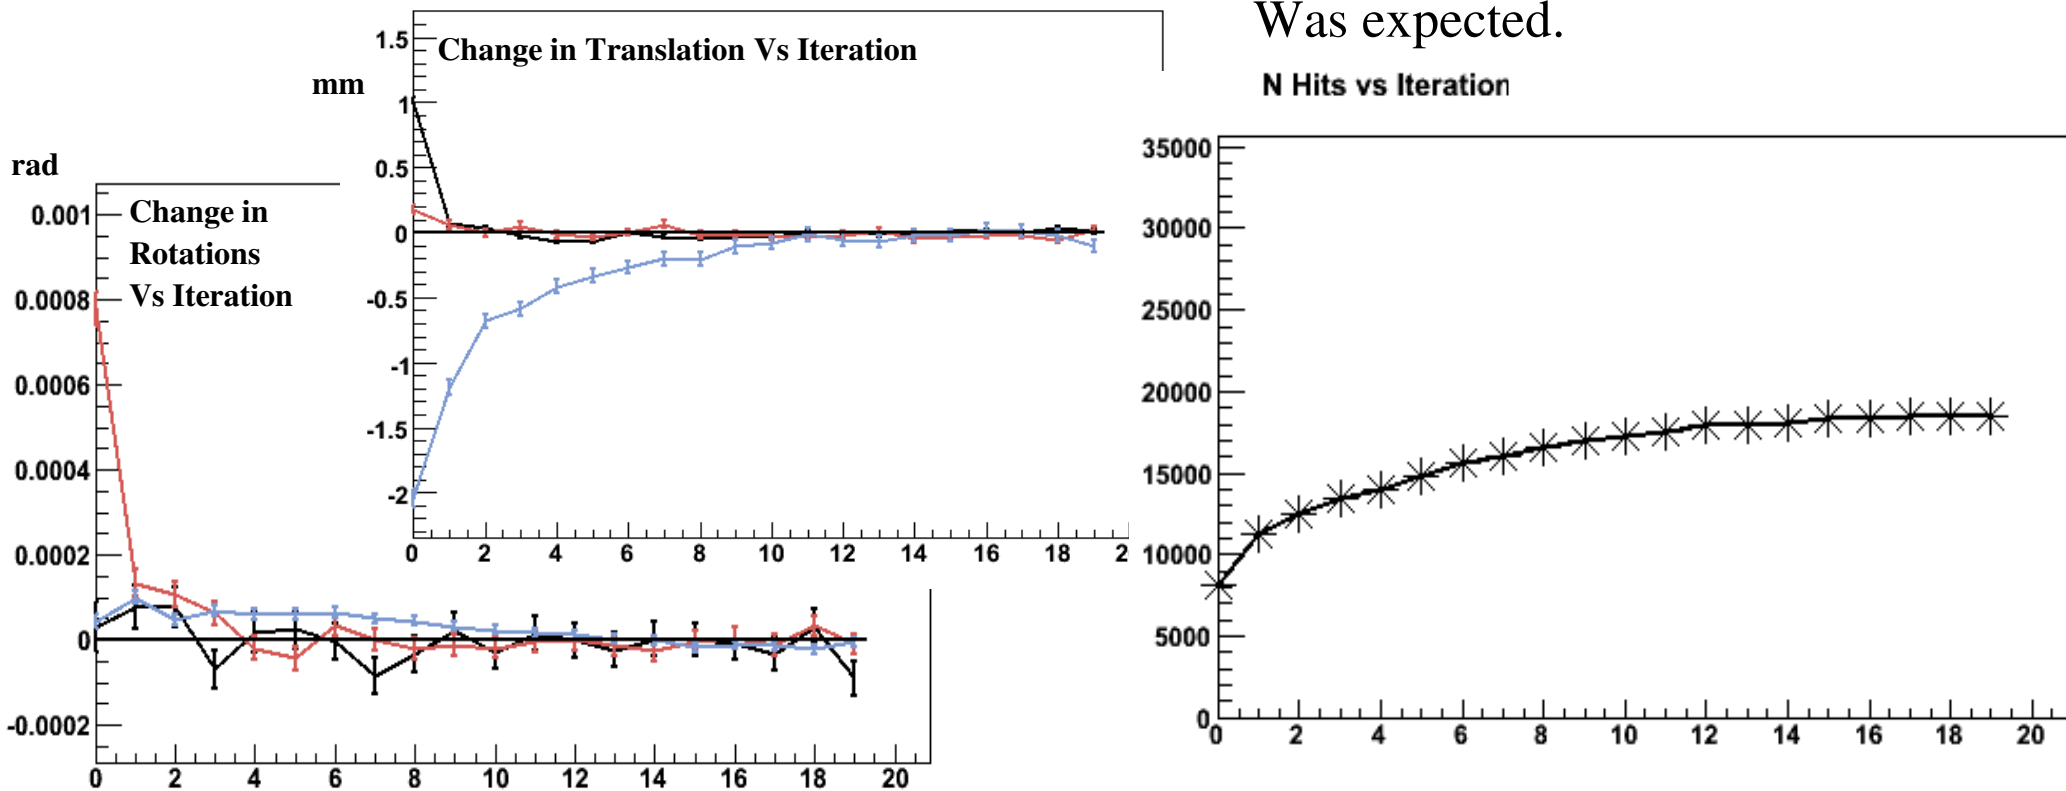 Was expected.
Change in Translation Vs Iteration
mm
1.5
1
0.5
0
-0.5
-1
-1.5
-2
0 2 4 6 8 10 12 14 16 18 2
rad
Change in
Rotations
Vs Iteration
0.001
0.0008
0.0006
0.0004
0.0002
0
-0.0002
0 2 4 6 8 10 12 14 16 18 20
N Hits vs Iteration
35000
30000
25000
20000
15000
10000
5000
0
0 2 4 6 8 10 12 14 16 18 20